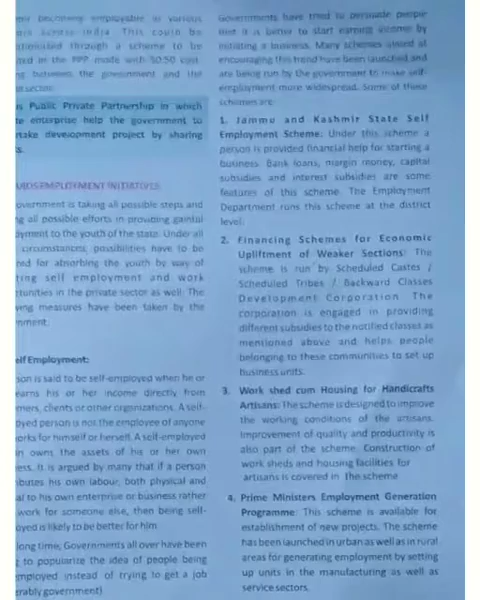 becoming employable in various
This could be
through a scheme to be
in the PPP mode with 50:50 cost
between the government and the
sector.
Public Private Partnership in which
enterprise help the government to
development project by sharing
EMPLOYMENT INITIATIVES
overnment is taking all possible steps and
all possible efforts in providing gainful
oyment to the youth of the state. Under all
circumstances, possibilities have to be
for absorbing the youth by way of
self employment and work
rtunities in the private sector as well. The
ving measures have been taken by the
nment.
elf Employment:
son is said to be self-employed when he or
earns his or her income directly from
mers, clients or other organizations. A self-
oyed person is not the employee of anyone
orks for himself or herself. A self-employed
n owns the assets of his or her own
ess. It is argued by many that if a person
butes his own labour, both physical and
al to his own enterprise or business rather
work for someone else, then being self-
oyed is likely to be better for him.
long time, Governments all over have been
to popularise the idea of people being
mployed instead of trying to get a job
erably government)
Governments have tried to persuade people
that it is better to start earning income by
initiating a business. Many schemes aimed at
encouraging this trend have been launched and
are being run by the government to make self-
employment more widespread. Some of these
schemes are:
1. Jammu and Kashmir State Self
Employment Scheme: Under this scheme a
person is provided financial help for starting a
business. Bank loans, margin money, capital
subsidies and interest subsidies are some
features of this scheme. The Employment
Department runs this scheme at the district
level.
2. Financing Schemes for Economic
Upliftment of Weaker Sections: The
scheme is run by Scheduled Castes /
Scheduled Tribes / Backward Classes
Development Corporation. The
corporation is engaged in providing
different subsidies to the notified classes as
mentioned above and helps people
belonging to these communities to set up
business units.
3. Work shed cum Housing for Handicrafts
Artisans: The scheme is designed to improve
the working conditions of the artisans.
Improvement of quality and productivity is
also part of the scheme. Construction of
work sheds and housing facilities for
artisans is covered in the scheme
a. Prime Ministers Employment Generation
Programme: This scheme is available for
establishment of new projects. The scheme
has been launched in urban as well as in rural
areas for generating employment by setting
up units in the manufacturing as well as
service sectors.